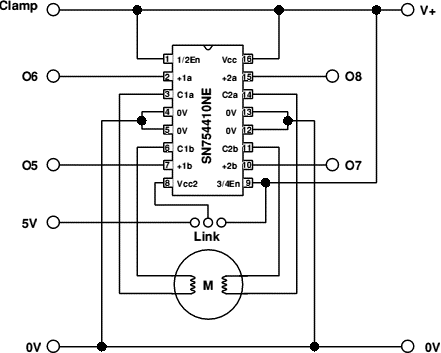 Clamp
V+
1 1/2En Vcc 16
O6 2 +1a +2a 15 O8
3 C1a C2a 14
4 0V 0V 13
5 0V 0V 12
6 C1b C2b 11
O5 7 +1b +2b 10 O7
8 Vcc2 3/4En 9
SN754410NE
5V
Link
M
0V
0V